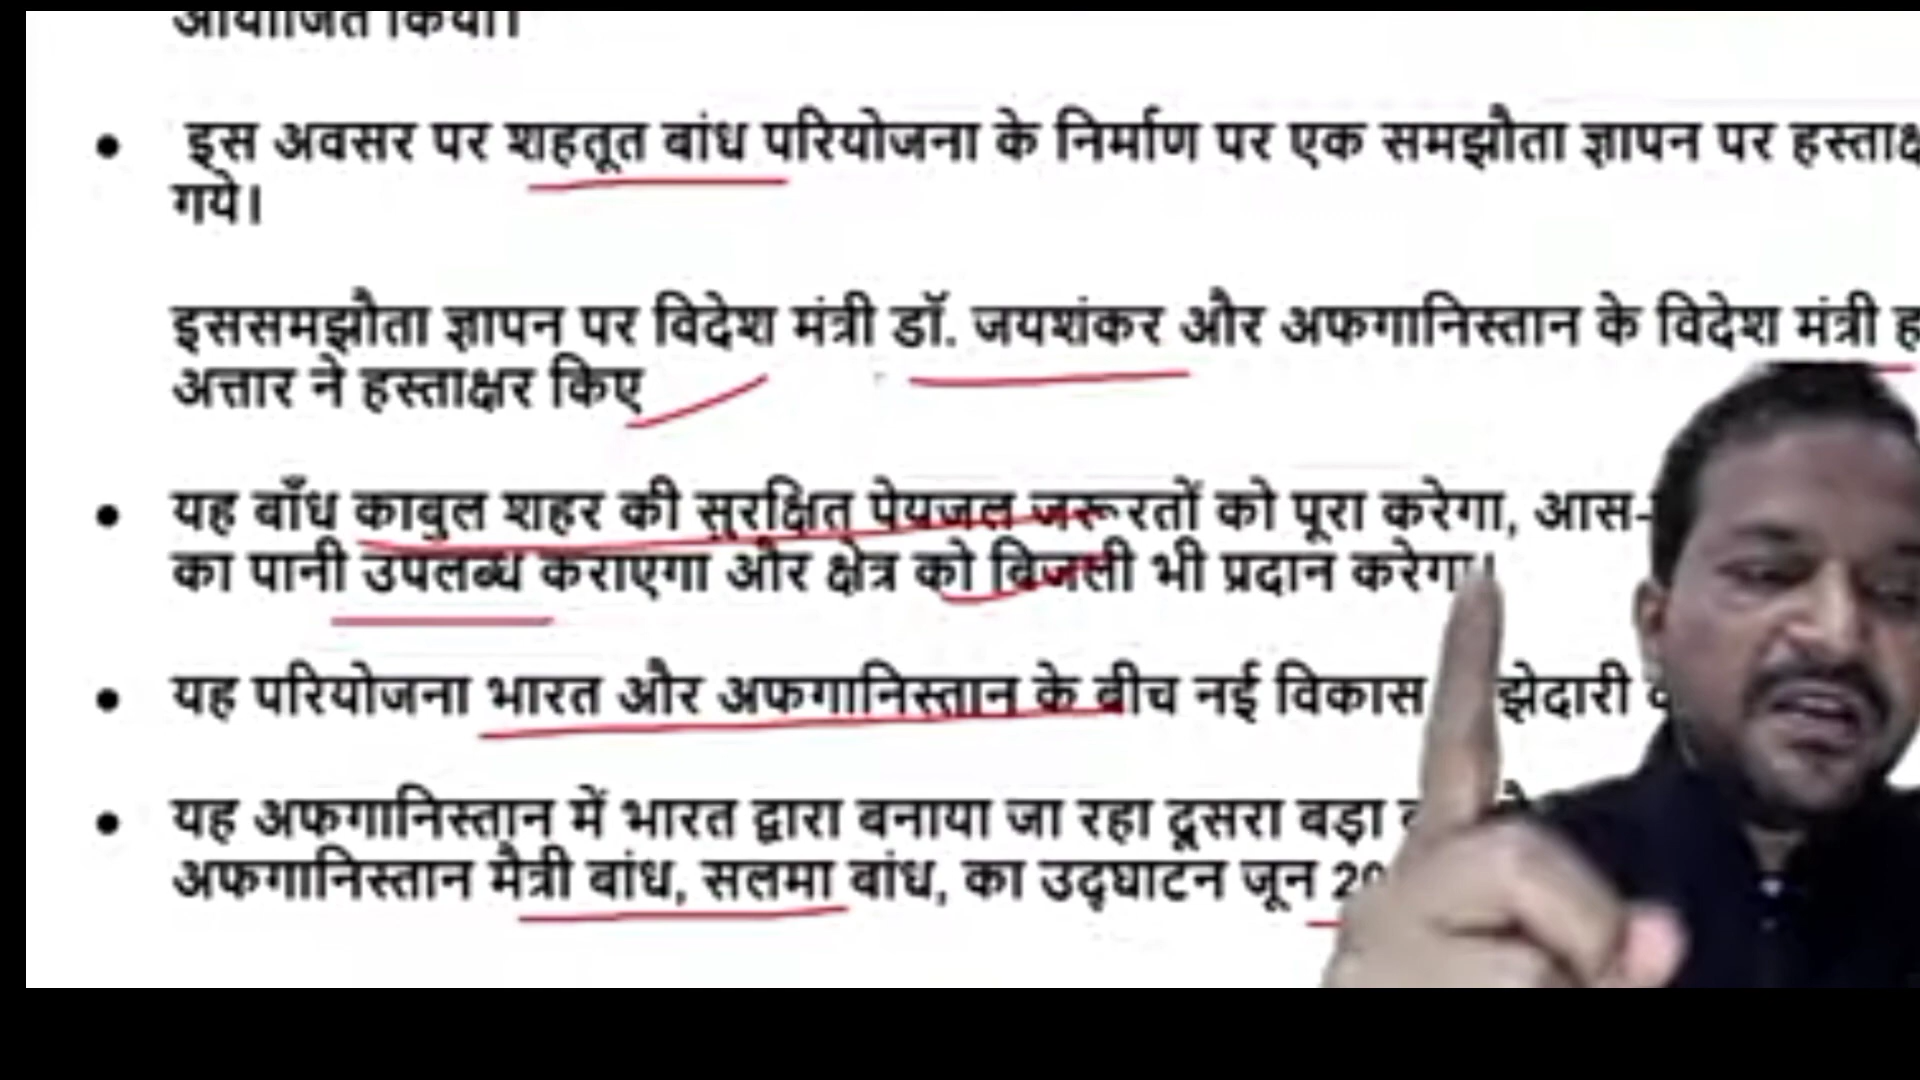 आयोजित किया।
इस अवसर पर शहतूत बांध परियोजना के निर्माण पर एक समझौता ज्ञापन पर
गये।
इससमझौता ज्ञापन पर विदेश मंत्री डॉ. जयशंकर और अफगानिस्तान के विदेश मंत्री
अत्तार ने हस्ताक्षर किए
यह बाँध काबुल शहर की सुरक्षित पेयजल जरूरतों को पूरा करेगा, आस-
का पानी उपलब्ध कराएगा और क्षेत्र को बिजली भी प्रदान करेगा।
यह परियोजना भारत और अफगानिस्तान के बीच नई विकास
यह अफगानिस्तान में भारत द्वारा बनाया जा रहा दूसरा बड़ा
अफगानिस्तान मैत्री बांध, सलमा बांध, का उद्घाटन जून